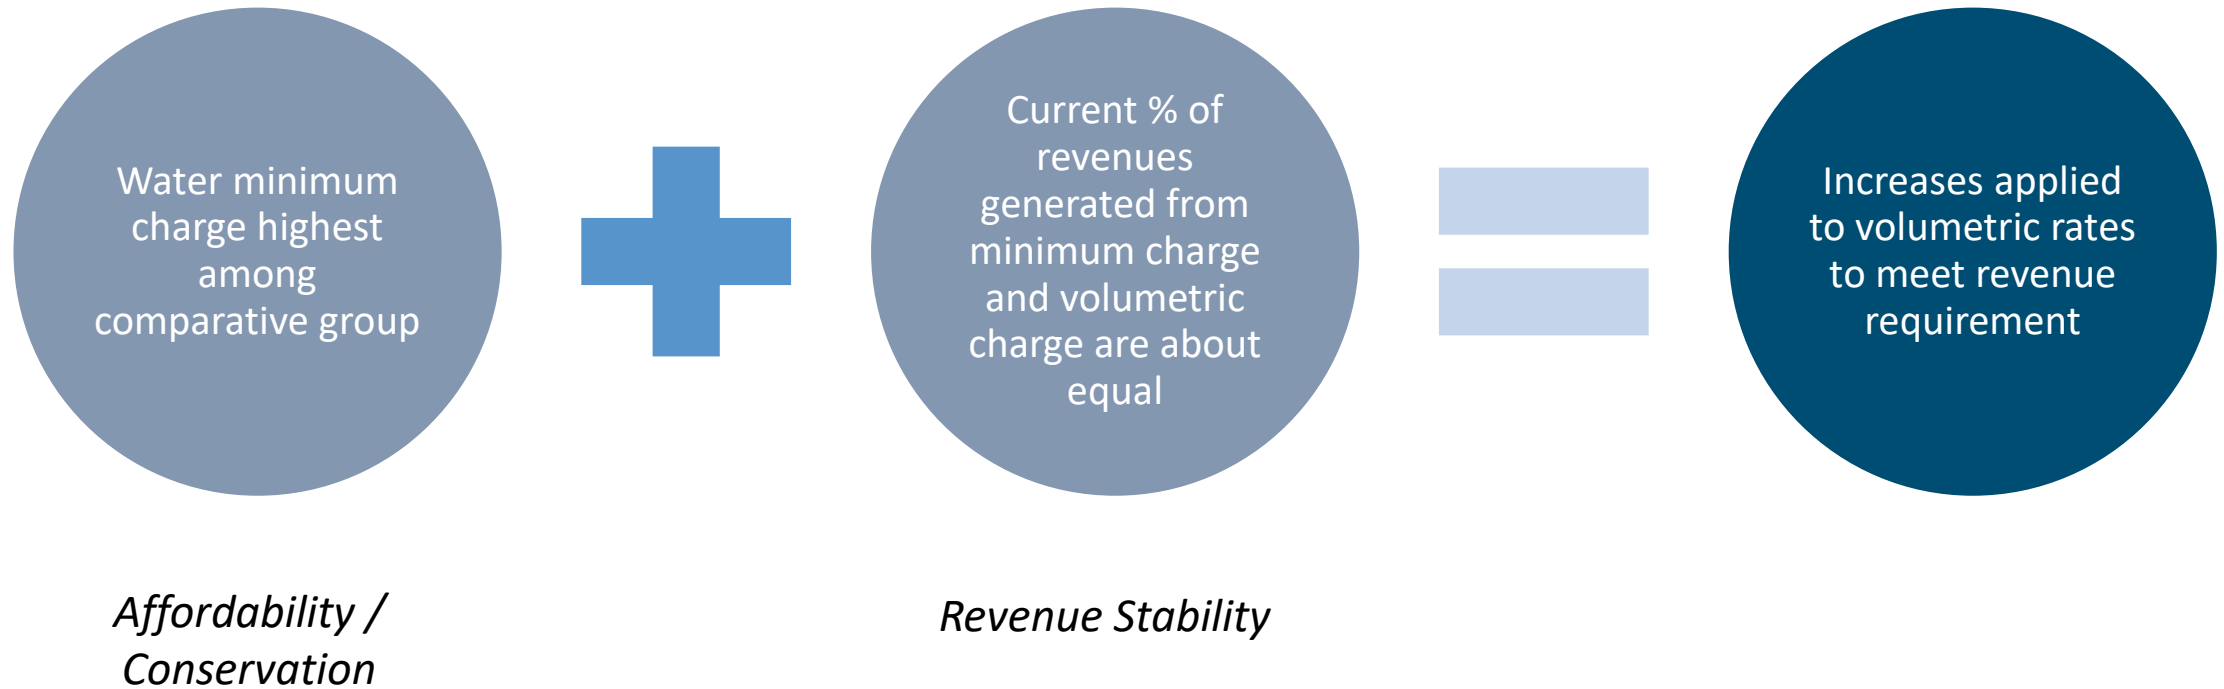 Water minimum
charge highest
among
comparative group
Current % of
revenues
generated from
minimum charge
and volumetric
charge are about
equal
Increases applied
to volumetric rates
to meet revenue
requirement
Affordability /
Conservation
Revenue Stability